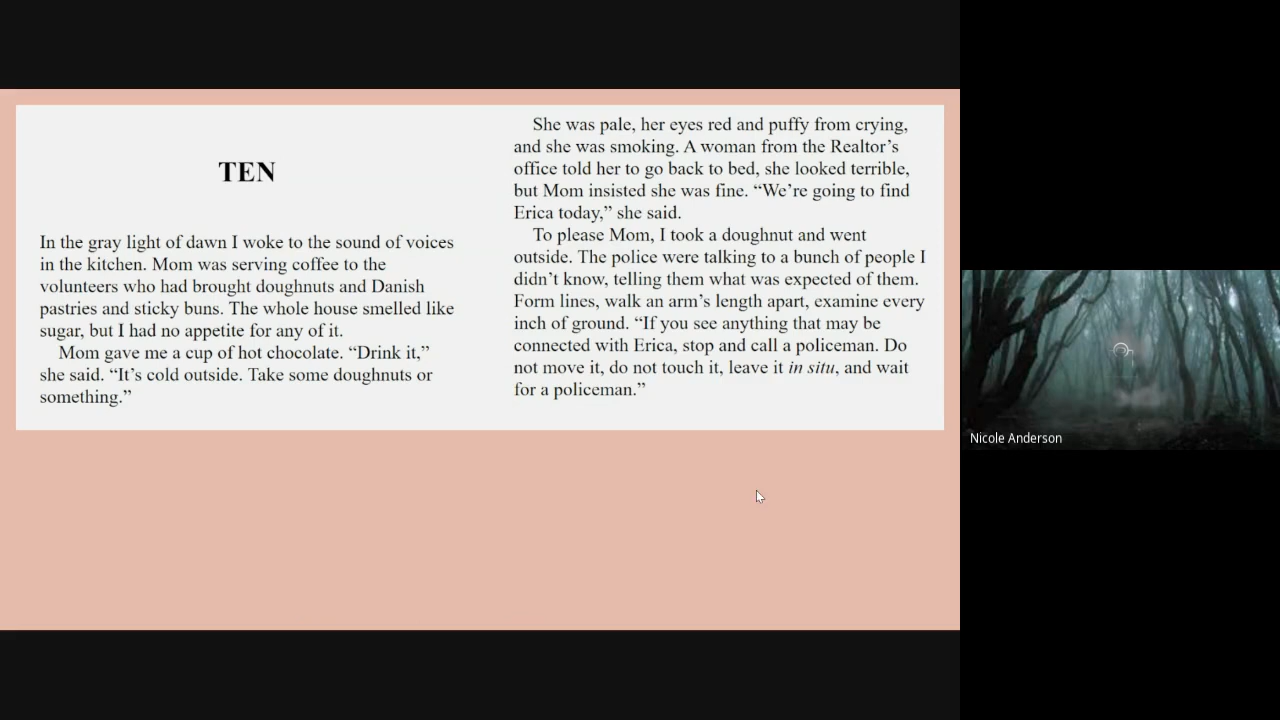 TEN
In the gray light of dawn I woke to the sound of voices
in the kitchen. Mom was serving coffee to the
volunteers who had brought doughnuts and Danish
pastries and sticky buns. The whole house smelled like
sugar, but I had no appetite for any of it.
Mom gave me a cup of hot chocolate. “Drink it,”
she said. “It’s cold outside. Take some doughnuts or
something.”
She was pale, her eyes red and puffy from crying,
and she was smoking. A woman from the Realtor’s
office told her to go back to bed, she looked terrible,
but Mom insisted she was fine. “We’re going to find
Erica today,” she said.
To please Mom, I took a doughnut and went
outside. The police were talking to a bunch of people I
didn’t know, telling them what was expected of them.
Form lines, walk an arm’s length apart, examine every
inch of ground. “If you see anything that may be
connected with Erica, stop and call a policeman. Do
not move it, do not touch it, leave it in situ, and wait
for a policeman.”
Nicole Anderson